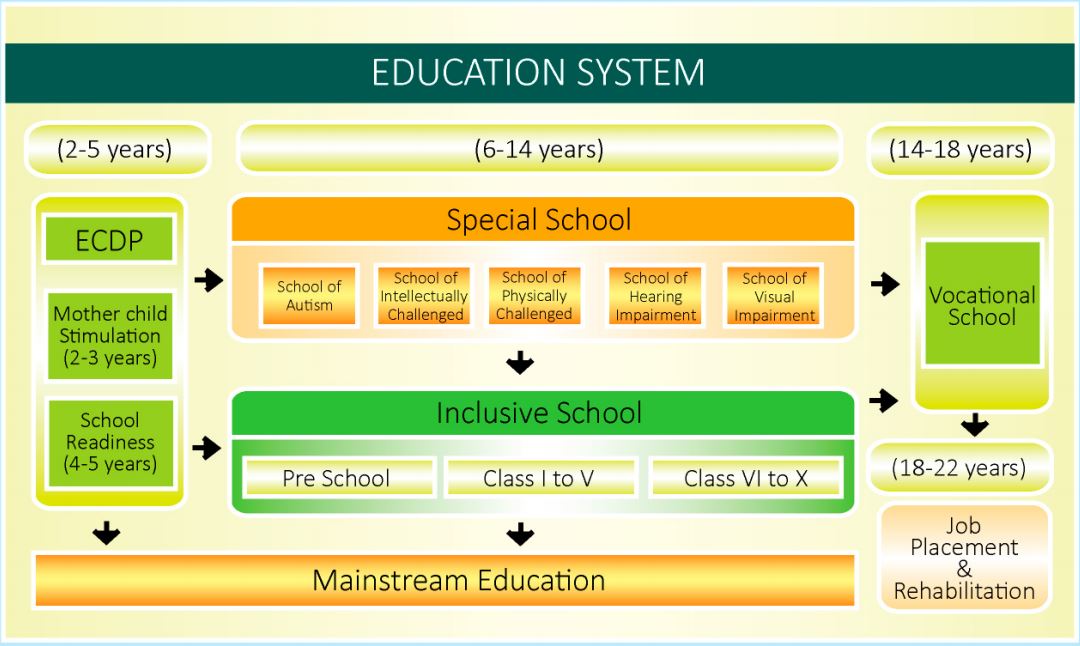 EDUCATION SYSTEM
(2-5 years)
(6-14 years)
(14-18 years)
ECDP
Mother child
Stimulation
(2-3 years)
School
Readiness
(4-5 years)
Special School
School of
Autism
School of
Intellectually
Challenged
School of
Physically
Challenged
School of
Hearing
Impairment
School of
Visual
Impairment
Inclusive School
Pre School
Class I to V
Class VI to X
Vocational
School
(18-22 years)
Job
Placement
&
Rehabilitation
Mainstream Education